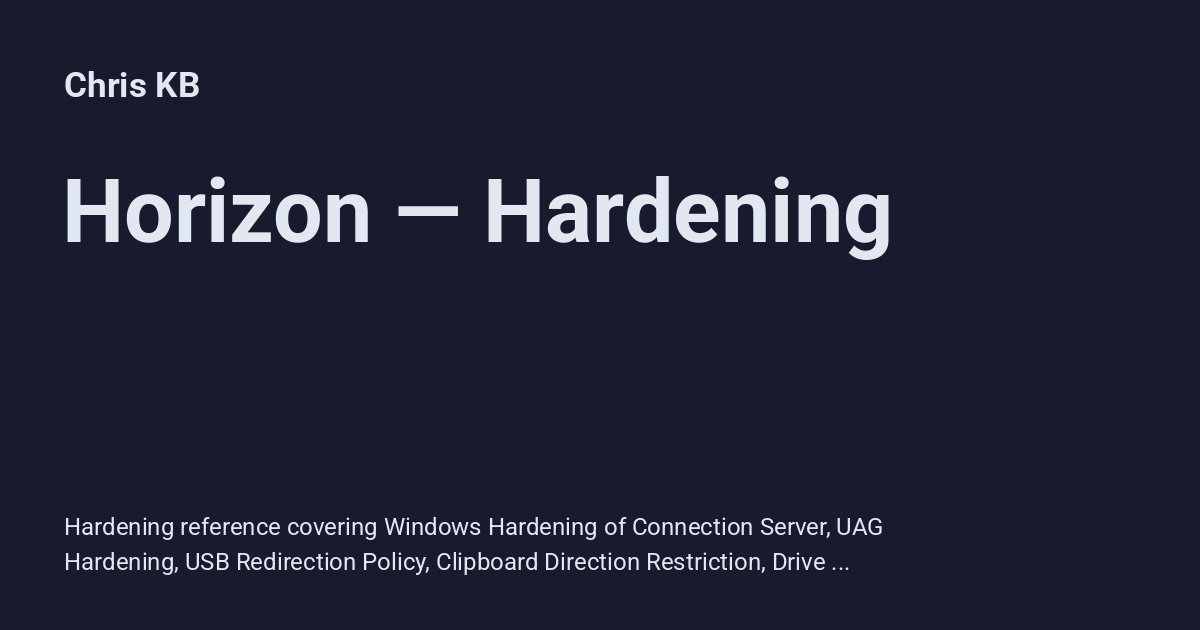 Chris KB
Horizon — Hardening
Hardening reference covering Windows Hardening of Connection Server, UAG
Hardening, USB Redirection Policy, Clipboard Direction Restriction, Drive ...